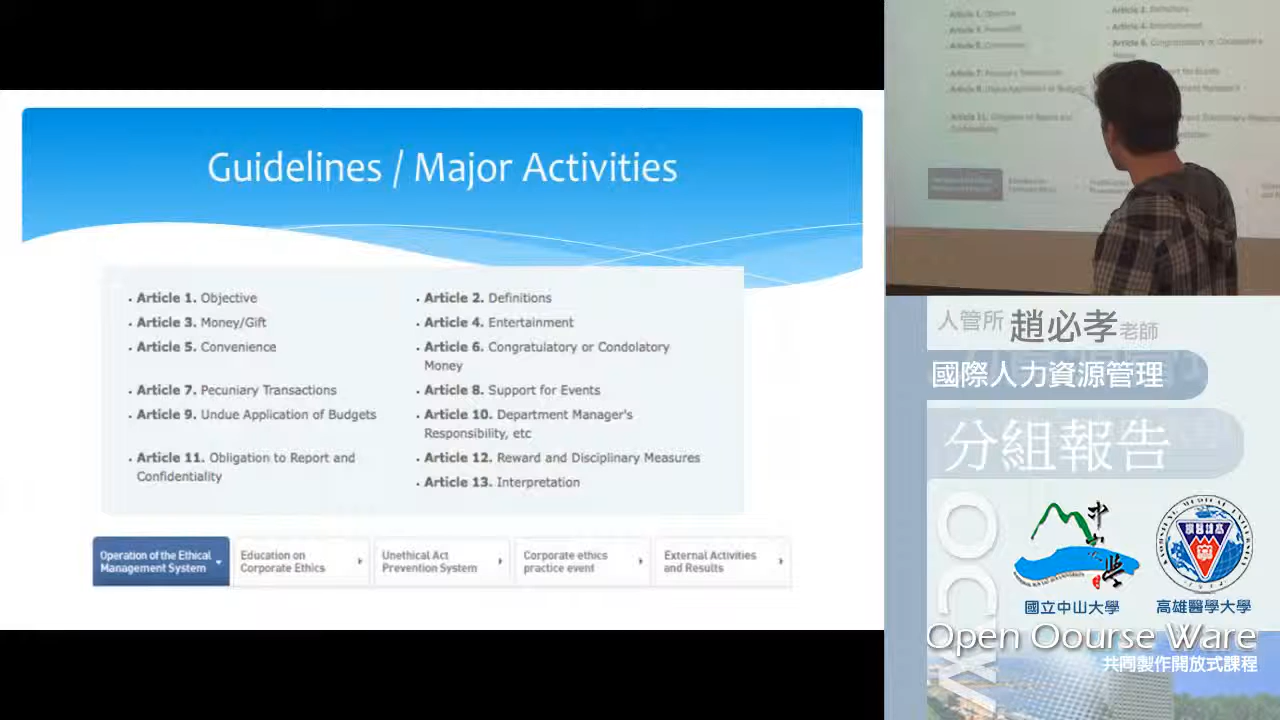 Guidelines / Major Activities
• Article 1. Objective
• Article 2. Definitions
• Article 3. Money/Gift
• Article 4. Entertainment
• Article 5. Convenience
• Article 6. Congratulatory or Condolatory
Money
• Article 7. Pecuniary Transactions
• Article 8. Support for Events
• Article 9. Undue Application of Budgets
• Article 10. Department Manager's
Responsibility, etc
• Article 11. Obligation to Report and
Confidentiality
• Article 12. Reward and Disciplinary Measures
• Article 13. Interpretation
Operation of the Ethical
Management System
Education on
Corporate Ethics
Unethical Act
Prevention System
Corporate ethics
practice event
External Activities
and Results
人管所 趙必孝老師
國際人力資源管理
分組報告
OCW
國立中山大學
高雄醫學大學
Open Oourse Ware
共同製作開放式課程